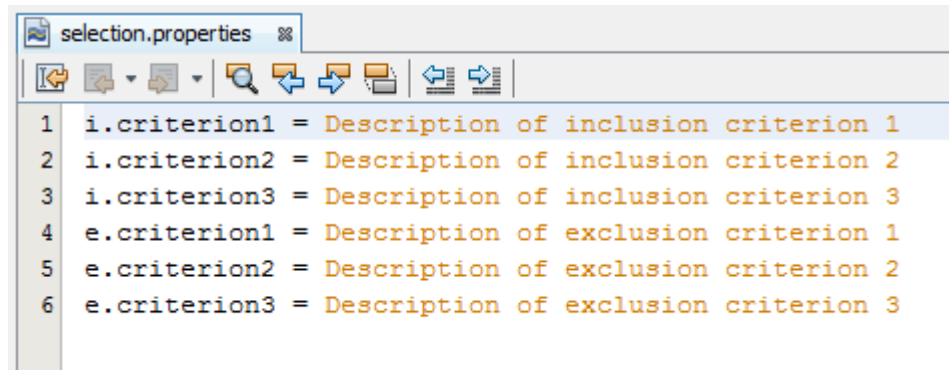 selection.properties
1 i.criterion1 = Description of inclusion criterion 1
2 i.criterion2 = Description of inclusion criterion 2
3 i.criterion3 = Description of inclusion criterion 3
4 e.criterion1 = Description of exclusion criterion 1
5 e.criterion2 = Description of exclusion criterion 2
6 e.criterion3 = Description of exclusion criterion 3